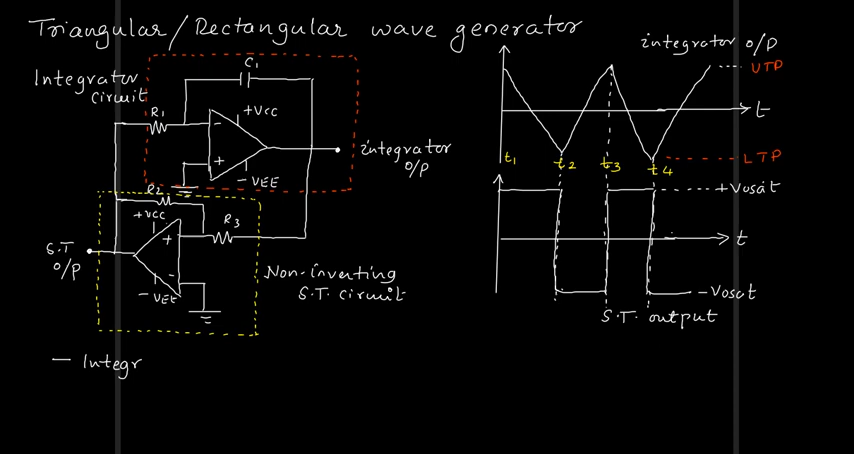 Triangular/Rectangular wave generator
Integrator
circuit
C1
R1
-
+Vcc
+
-VEE
integrator
o/p
R2
+Vcc
+
R3
S.T
o/p
-
-VEE
Non-inverting
S.T. circuit
— Integr
integrator o/p
UTP
t
LTP
t1
t2
t3
t4
+Vosat
t
-Vosat
S.T. output